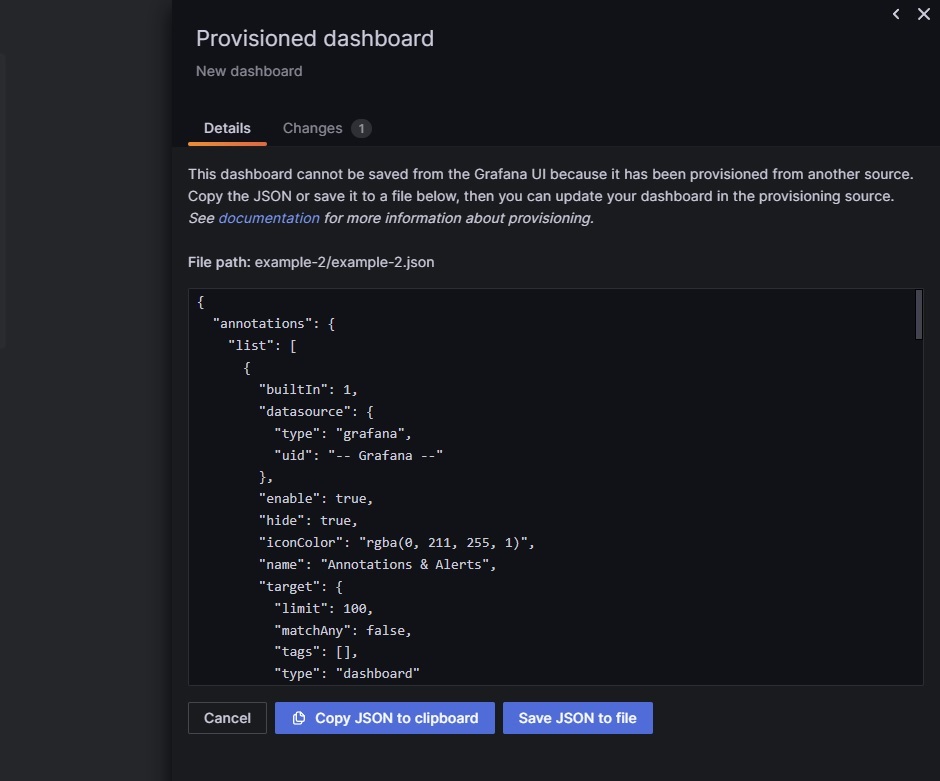 Provisioned dashboard
New dashboard
Details Changes 1
This dashboard cannot be saved from the Grafana UI because it has been provisioned from another source.
Copy the JSON or save it to a file below, then you can update your dashboard in the provisioning source.
See documentation for more information about provisioning.
File path: example-2/example-2.json
{
  "annotations": {
    "list": [
      {
        "builtIn": 1,
        "datasource": {
          "type": "grafana",
          "uid": "-- Grafana --"
        },
        "enable": true,
        "hide": true,
        "iconColor": "rgba(0, 211, 255, 1)",
        "name": "Annotations & Alerts",
        "target": {
          "limit": 100,
          "matchAny": false,
          "tags": [],
          "type": "dashboard"
Cancel Copy JSON to clipboard Save JSON to file